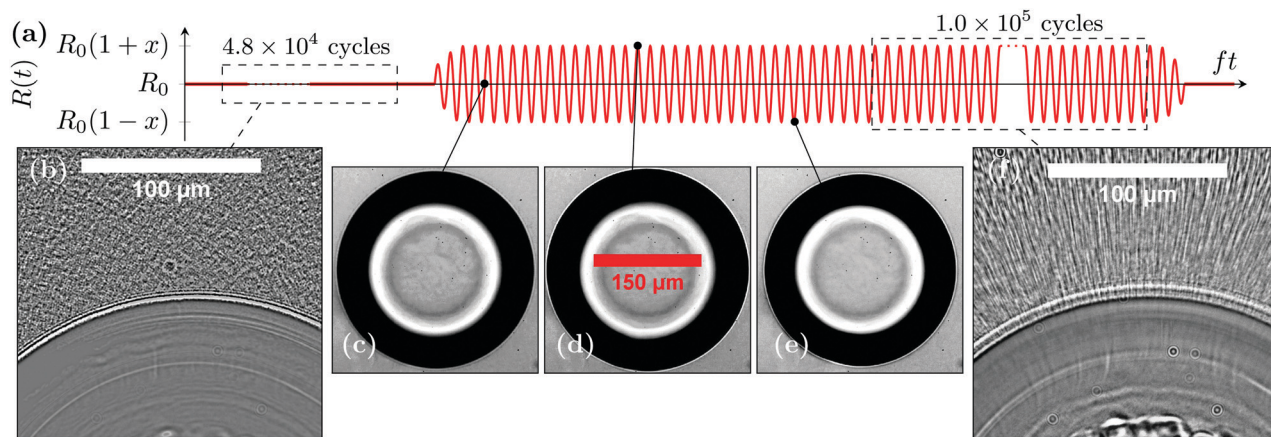 (a)
R(t)
R₀(1 + x)
R₀
R₀(1 − x)
4.8 × 10⁴ cycles
1.0 × 10⁵ cycles
ft
(b)
100 µm
(c)
(d)
150 µm
(e)
(f)
100 µm